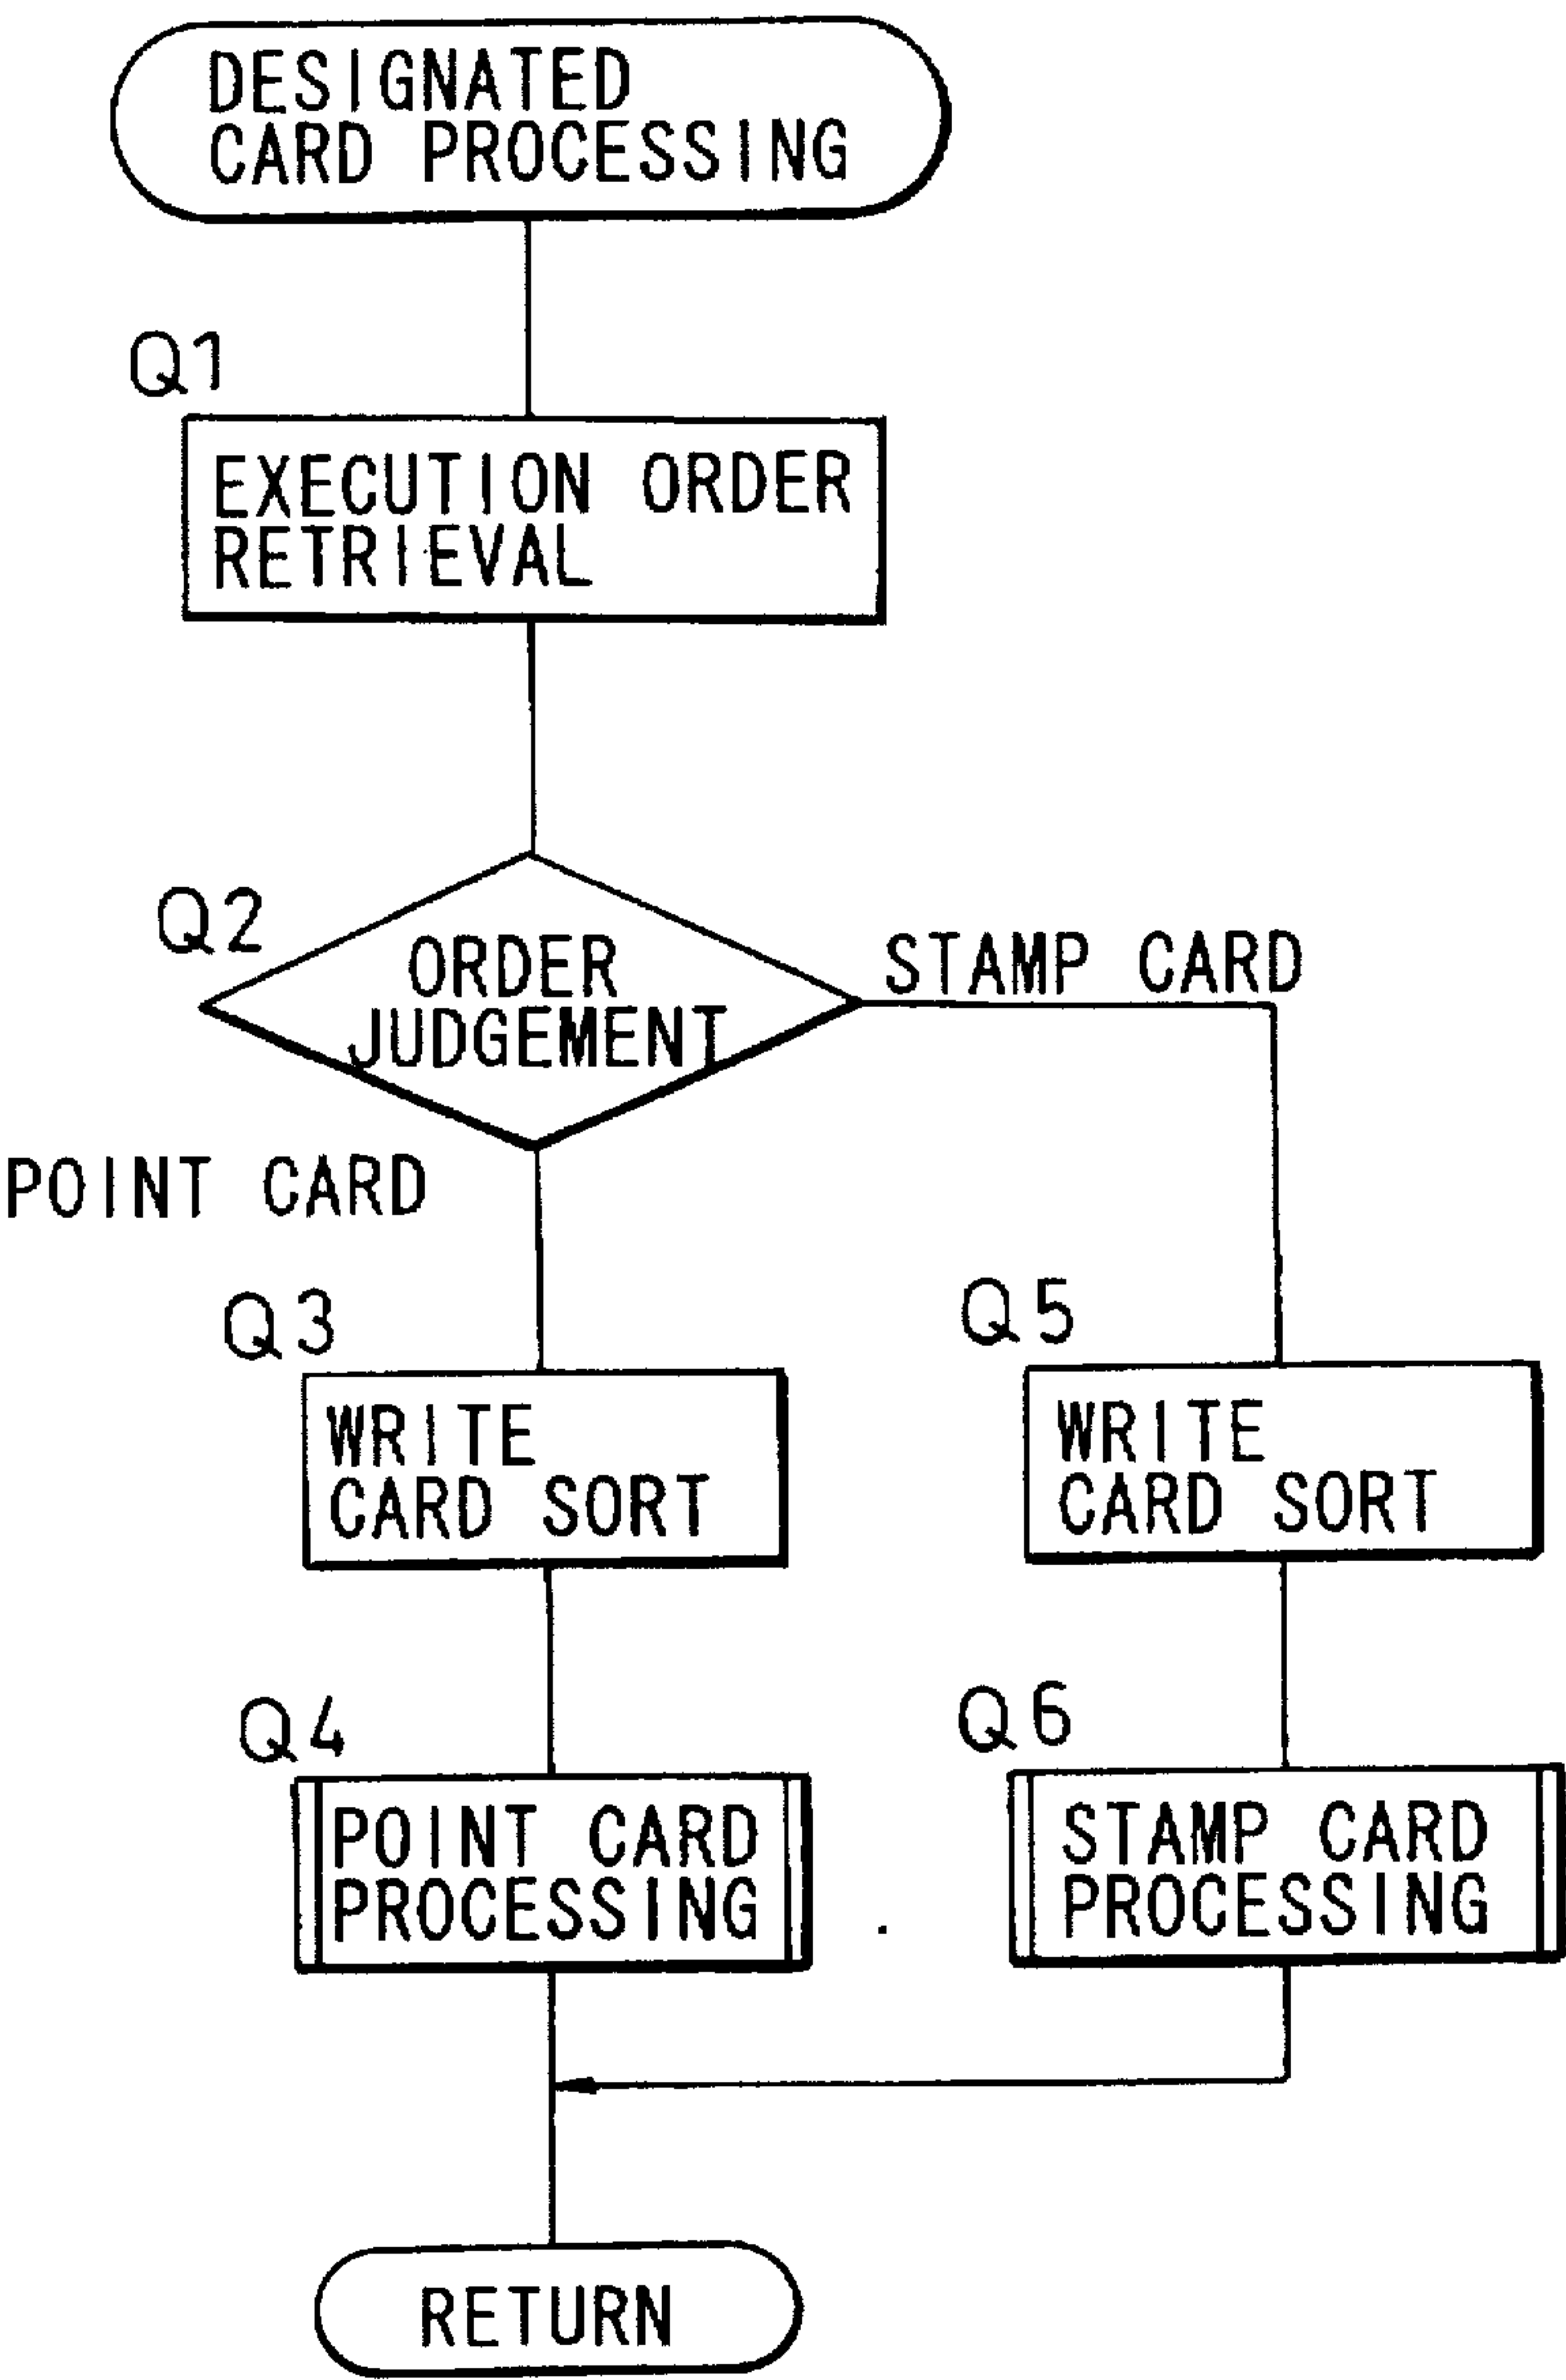 DESIGNATED
CARD PROCESSING
Q1
EXECUTION ORDER
RETRIEVAL
Q2
ORDER
JUDGEMENT
STAMP CARD
POINT CARD
Q3
WRITE
CARD SORT
Q5
WRITE
CARD SORT
Q4
POINT CARD
PROCESSING
Q6
STAMP CARD
PROCESSING
RETURN